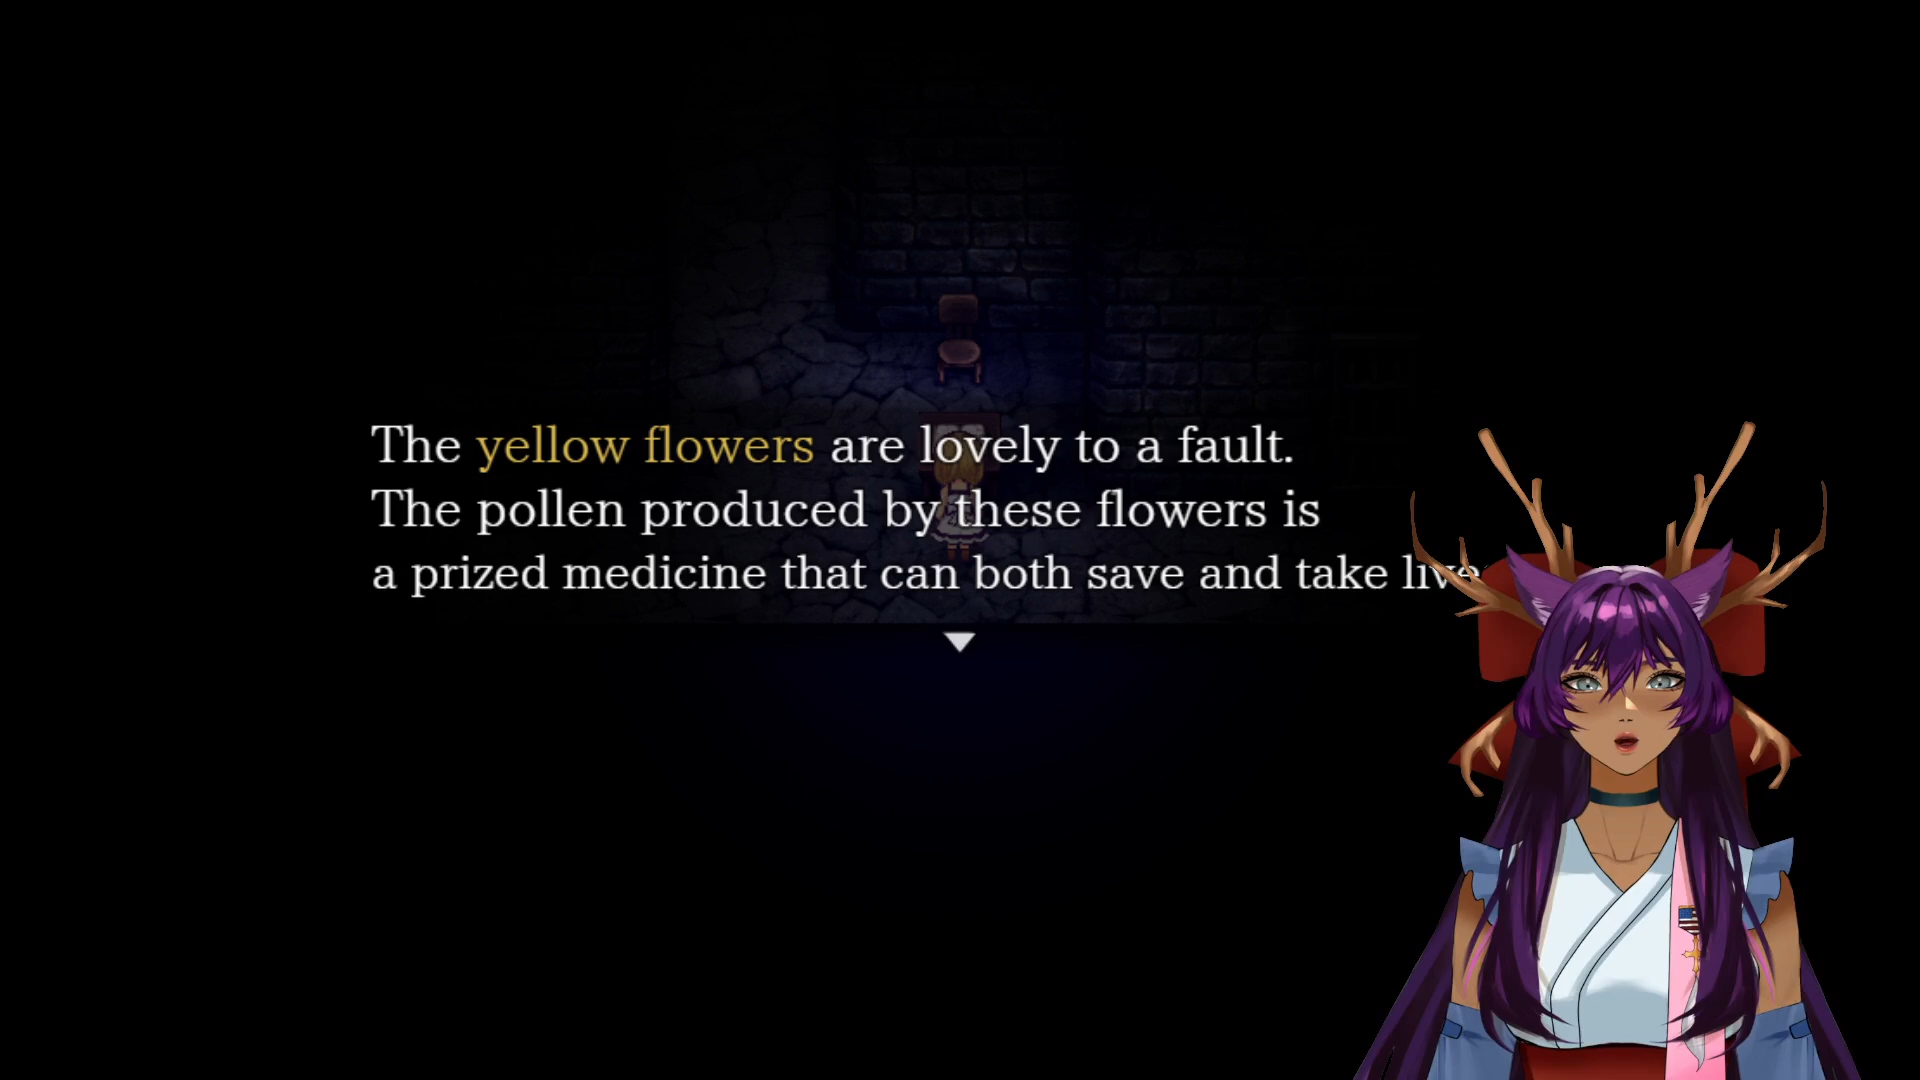 The yellow flowers are lovely to a fault.
The pollen produced by these flowers is
a prized medicine that can both save and take live